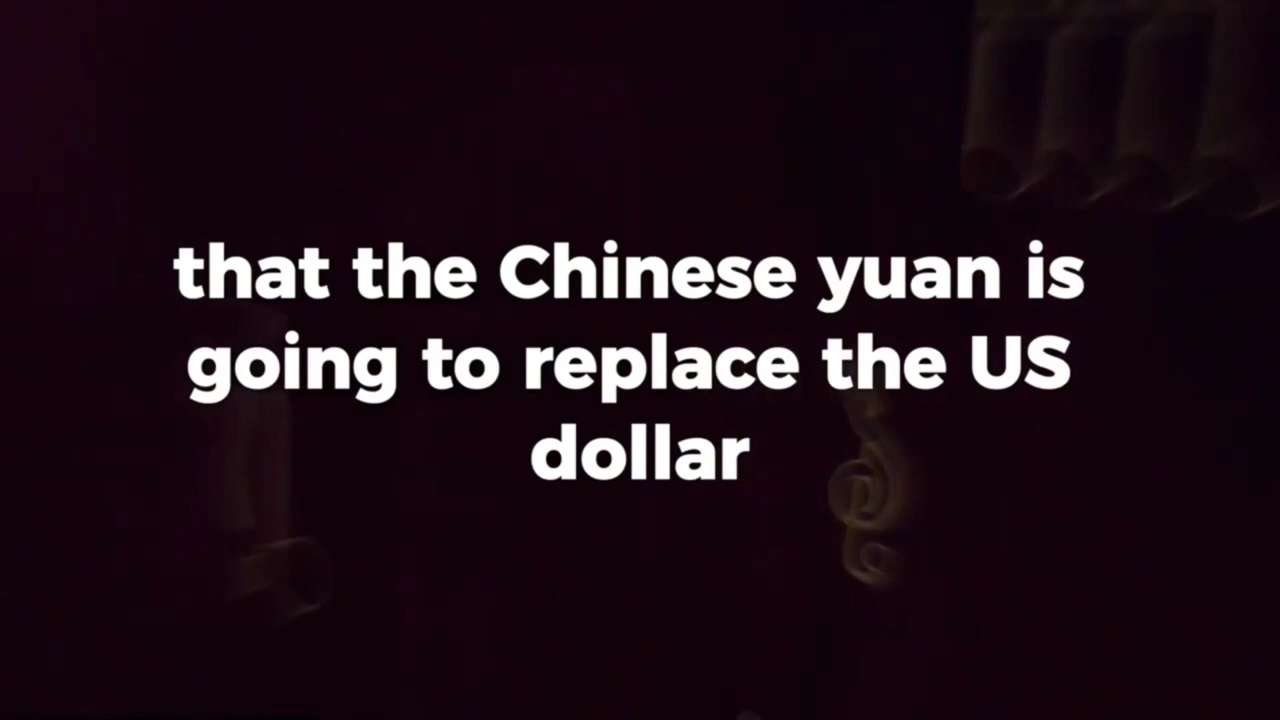 that the Chinese yuan is
going to replace the US
dollar